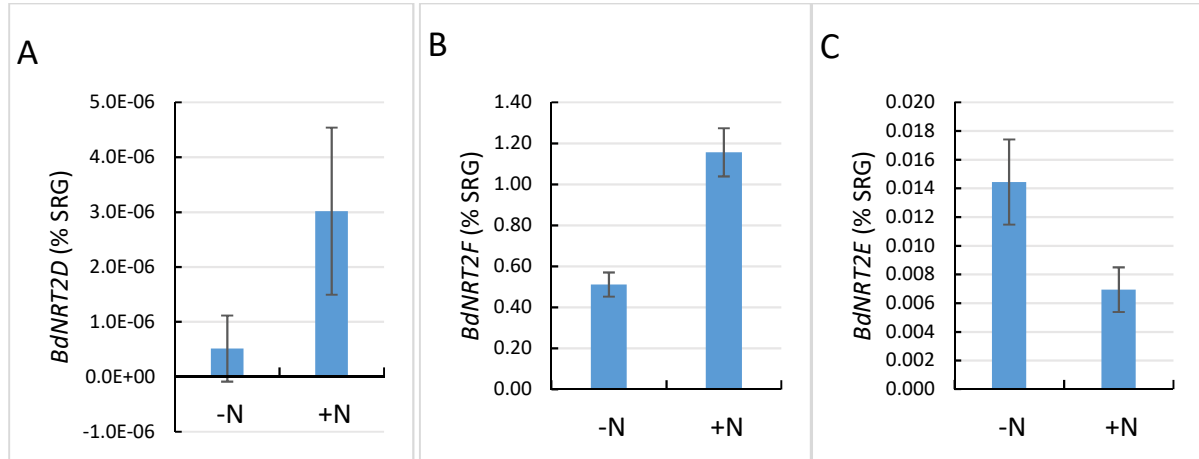 A
BdNRT2D (% SRG)
5.0E-06
4.0E-06
3.0E-06
2.0E-06
1.0E-06
0.0E+00
-1.0E-06
-N +N
B
BdNRT2F (% SRG)
1.40
1.20
1.00
0.80
0.60
0.40
0.20
0.00
-N +N
C
BdNRT2E (% SRG)
0.020
0.018
0.016
0.014
0.012
0.010
0.008
0.006
0.004
0.002
0.000
-N +N